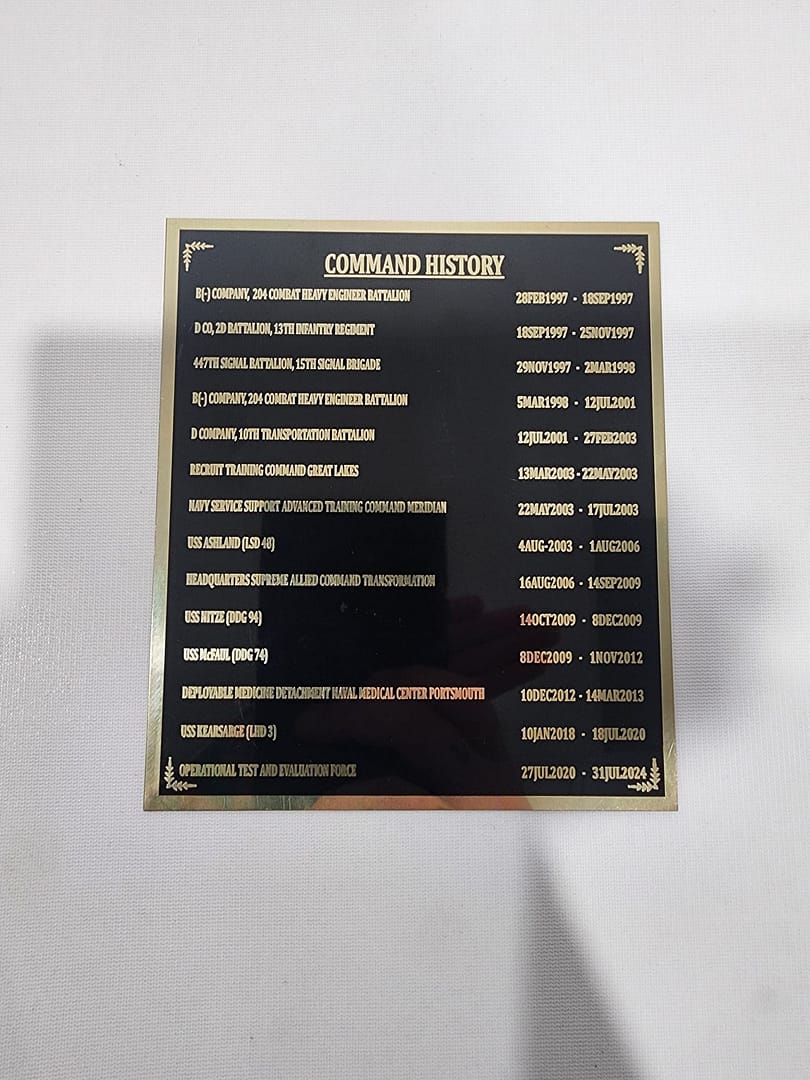 COMMAND HISTORY
B(-) COMPANY, 204 COMBAT HEAVY ENGINEER BATTALION 28FEB1997 - 18SEP1997
D CO, 2D BATTALION, 13TH INFANTRY REGIMENT 18SEP1997 - 25NOV1997
447TH SIGNAL BATTALION, 15TH SIGNAL BRIGADE 29NOV1997 - 2MAR1998
B(-) COMPANY, 204 COMBAT HEAVY ENGINEER BATTALION 5MAR1998 - 12JUL2001
D COMPANY, 10TH TRANSPORTATION BATTALION 12JUL2001 - 27FEB2003
RECRUIT TRAINING COMMAND GREAT LAKES 13MAR2003 - 22MAY2003
NAVY SERVICE SUPPORT ADVANCED TRAINING COMMAND MERIDIAN 22MAY2003 - 17JUL2003
USS ASHLAND (LSD 48) 4AUG-2003 - 1AUG2006
HEADQUARTERS SUPREME ALLIED COMMAND TRANSFORMATION 16AUG2006 - 14SEP2009
USS NITZE (DDG 94) 14OCT2009 - 8DEC2009
USS McFAUL (DDG 74) 8DEC2009 - 1NOV2012
DEPLOYABLE MEDICINE DETACHMENT NAVAL MEDICAL CENTER PORTSMOUTH 10DEC2012 - 14MAR2013
USS KEARSARGE (LHD 3) 10JAN2018 - 18JUL2020
OPERATIONAL TEST AND EVALUATION FORCE 27JUL2020 - 31JUL2024